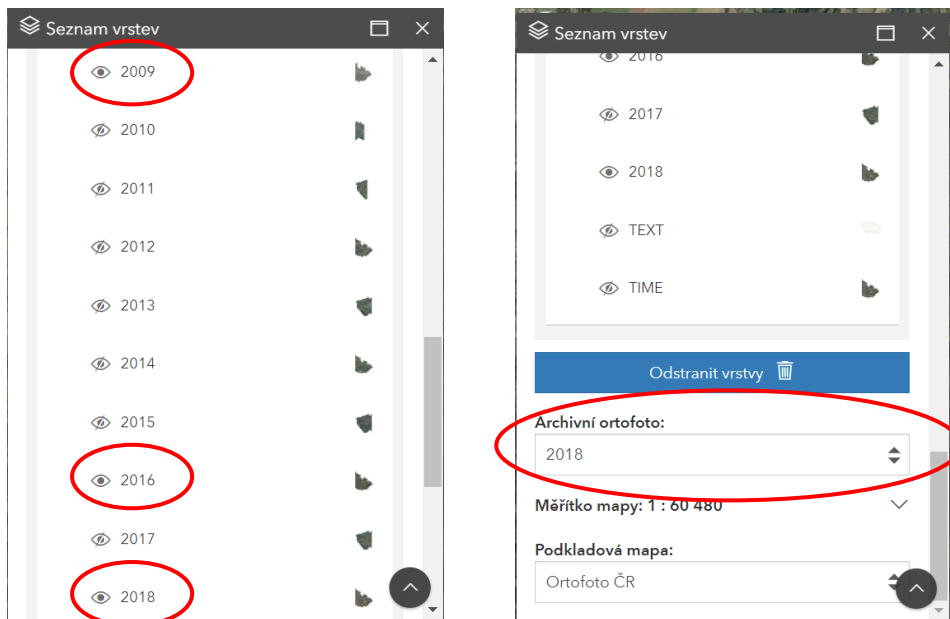 Seznam vrstev
2009
2010
2011
2012
2013
2014
2015
2016
2017
2018
Seznam vrstev
2016
2017
2018
TEXT
TIME
Odstranit vrstvy
Archivní ortofoto:
2018
Měřítko mapy: 1 : 60 480
Podkladová mapa:
Ortofoto ČR